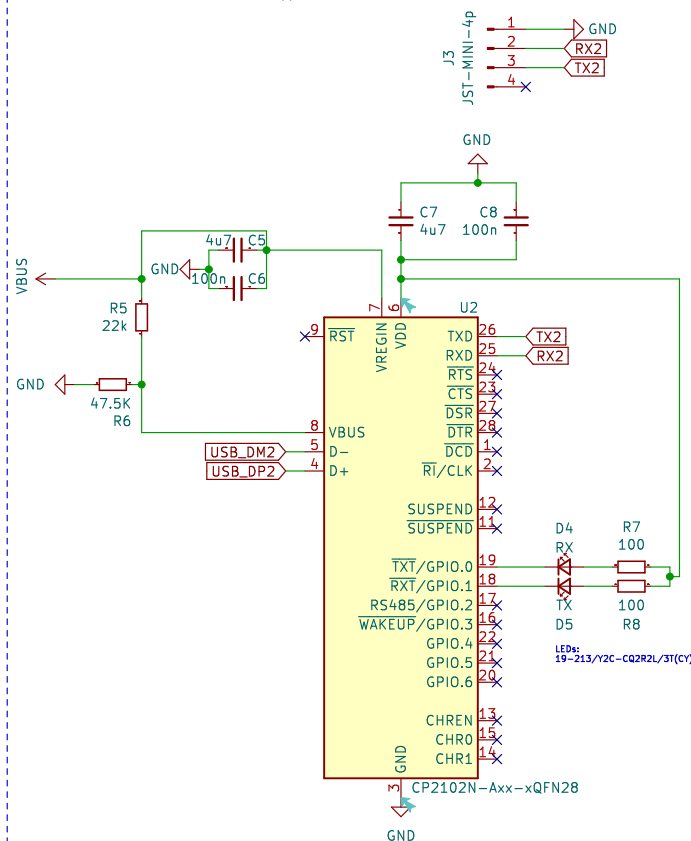 J3
JST-MINI-4p
1
GND
2
RX2
3
TX2
4
GND
C7
4u7
C8
100n
VBUS
4u7
C5
GND
100n
C6
R5
22k
GND
47.5K
R6
U2
7
6
VREGIN
VDD
9
RST
8
VBUS
USB_DM2
5
D-
USB_DP2
4
D+
TXD
26
TX2
RXD
25
RX2
RTS
24
CTS
23
DSR
27
DTR
28
DCD
1
RI/CLK
2
SUSPEND
12
SUSPEND
11
TXT/GPIO.0
19
RXT/GPIO.1
18
RS485/GPIO.2
17
WAKEUP/GPIO.3
16
GPIO.4
22
GPIO.5
21
GPIO.6
20
CHREN
13
CHR0
15
CHR1
14
D4
RX
R7
100
TX
D5
100
R8
LEDs:
19-213/Y2C-CQ2R2L/3T(CY)
GND
3
CP2102N-Axx-xQFN28
GND